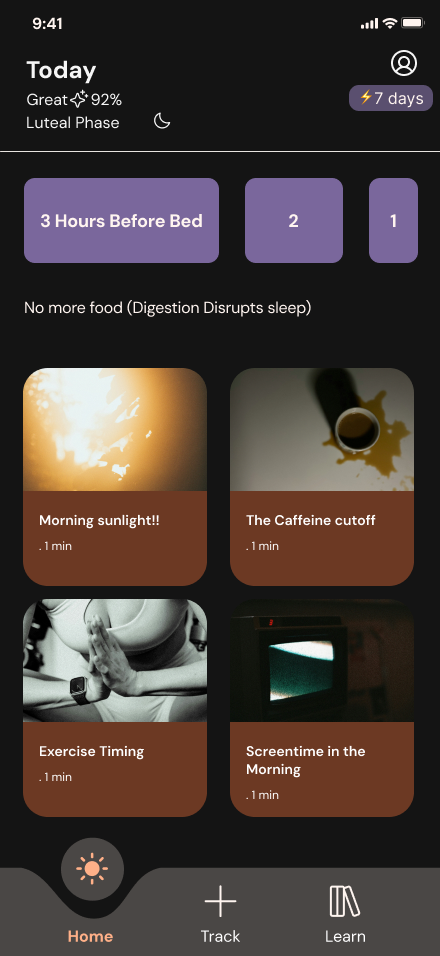 9:41
Today
Great 92%
⚡7 days
Luteal Phase
3 Hours Before Bed
2
1
No more food (Digestion Disrupts sleep)
Morning sunlight!!
. 1 min
The Caffeine cutoff
. 1 min
Exercise Timing
. 1 min
Screentime in the
Morning
. 1 min
Home
Track
Learn